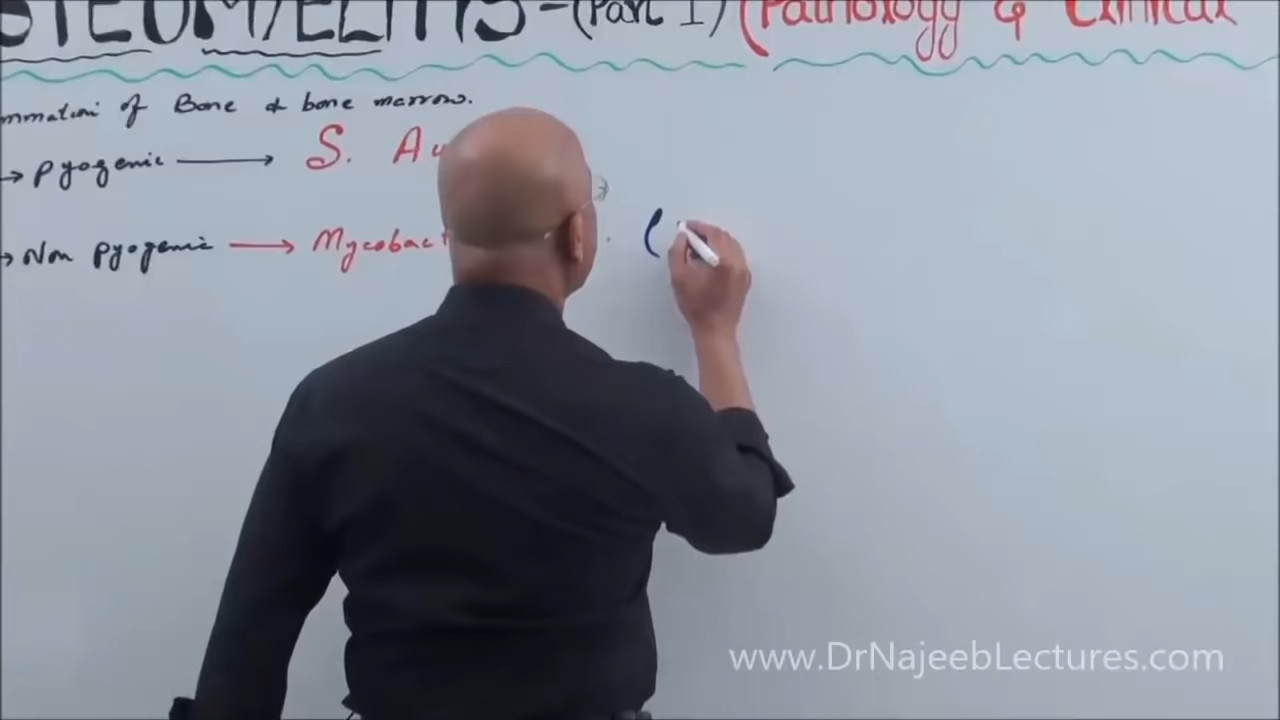 STEOMYELITIS - (Part I) (Pathology & Clinical
mmation of Bone & bone marrow.
→ Pyogenic → S. Au
→ Non pyogenic → Mycobact
(
www.DrNajeebLectures.com